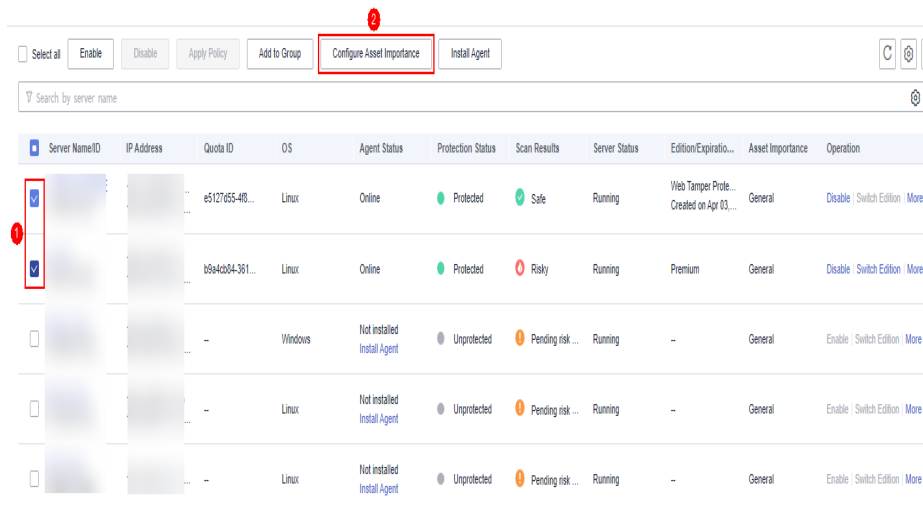 2
Select all Enable Disable Apply Policy Add to Group Configure Asset Importance Install Agent
Search by server name
Server Name/ID IP Address Quota ID OS Agent Status Protection Status Scan Results Server Status Edition/Expiratio... Asset Importance Operation
1
... e5127d55-4f8... Linux Online Protected Safe Running Web Tamper Prote... General Disable Switch Edition More
... Created on Apr 03,...
b9a4cb84-361... Linux Online Protected Risky Running Premium General Disable Switch Edition More
...
-- Windows Not installed Unprotected Pending risk ... Running -- General Enable Switch Edition More
... Install Agent
-- Linux Not installed Unprotected Pending risk ... Running -- General Enable Switch Edition More
... Install Agent
... -- Linux Not installed Unprotected Pending risk ... Running -- General Enable Switch Edition More
Install Agent